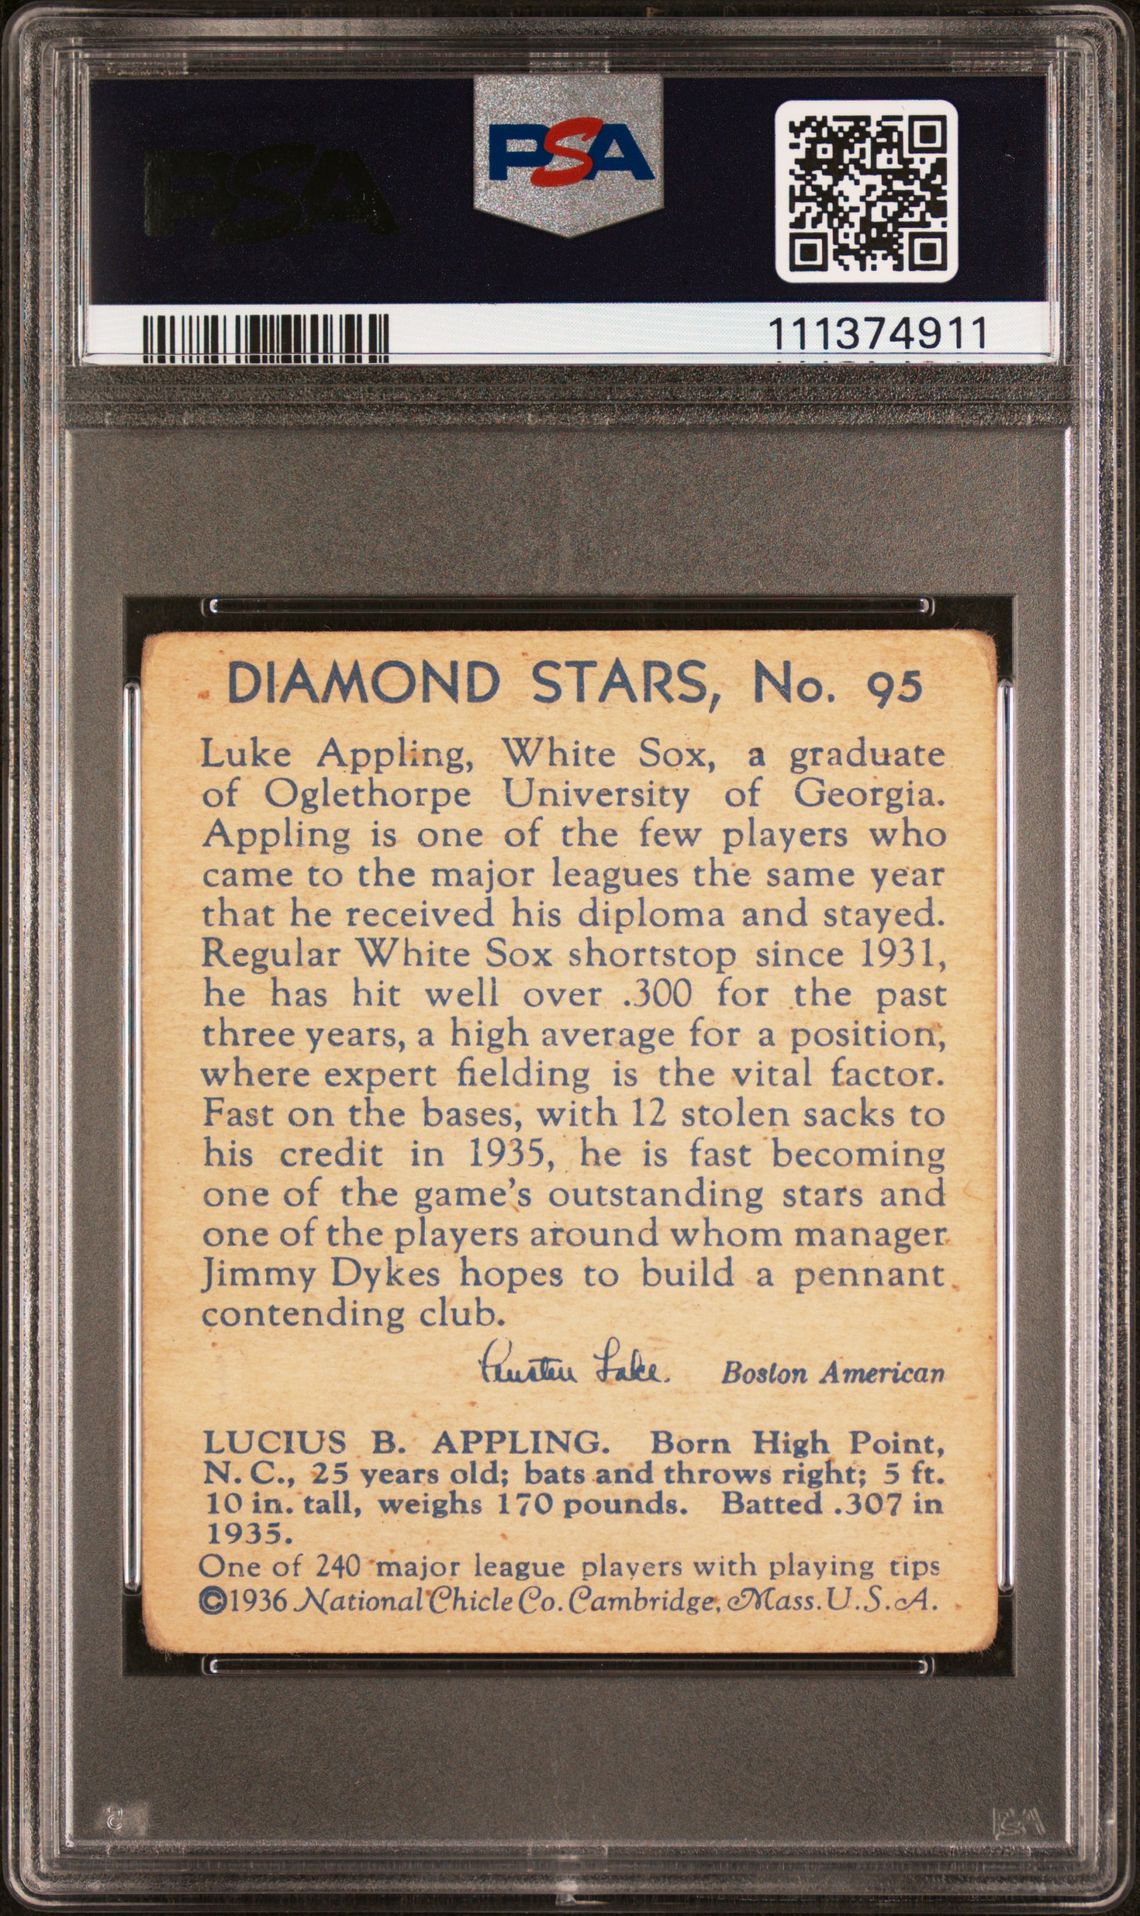 PSA
PSA
111374911
DIAMOND STARS, No. 95
Luke Appling, White Sox, a graduate
of Oglethorpe University of Georgia.
Appling is one of the few players who
came to the major leagues the same year
that he received his diploma and stayed.
Regular White Sox shortstop since 1931,
he has hit well over .300 for the past
three years, a high average for a position,
where expert fielding is the vital factor.
Fast on the bases, with 12 stolen sacks to
his credit in 1935, he is fast becoming
one of the game's outstanding stars and
one of the players around whom manager
Jimmy Dykes hopes to build a pennant
contending club.
Austen Lake. Boston American
LUCIUS B. APPLING. Born High Point,
N. C., 25 years old; bats and throws right; 5 ft.
10 in. tall, weighs 170 pounds. Batted .307 in
1935.
One of 240 major league players with playing tips
©1936 National Chicle Co. Cambridge, Mass. U.S.A.
PSA